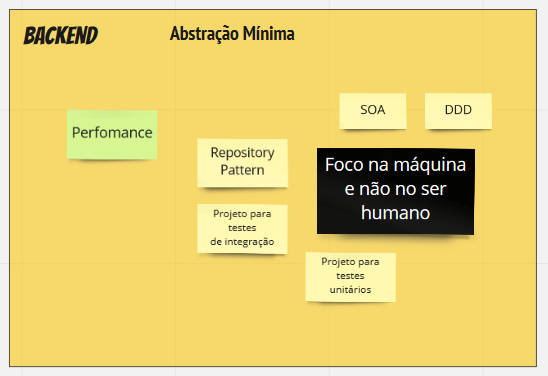 BACKEND
Abstração Mínima
SOA
DDD
Perfomance
Repository
Pattern
Foco na máquina
e não no ser
humano
Projeto para
testes
de integração
Projeto para
testes
unitários